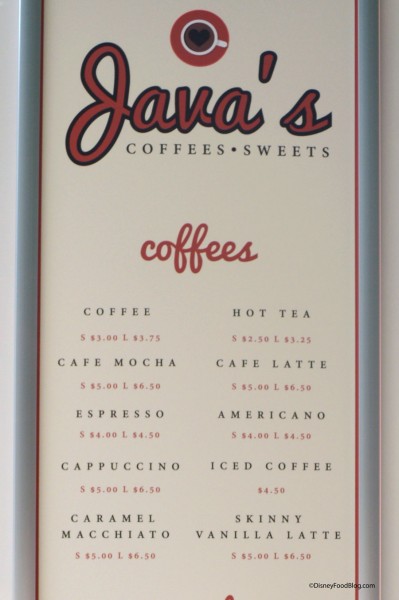 Java's
COFFEES • SWEETS
coffees
COFFEE
S $3.00 L $3.75
HOT TEA
S $2.50 L $3.25
CAFE MOCHA
S $5.00 L $6.50
CAFE LATTE
S $5.00 L $6.50
ESPRESSO
S $4.00 L $4.50
AMERICANO
S $4.00 L $4.50
CAPPUCCINO
S $5.00 L $6.50
ICED COFFEE
$4.50
CARAMEL
MACCHIATO
S $5.00 L $6.50
SKINNY
VANILLA LATTE
S $5.00 L $6.50
©DisneyFoodBlog.com